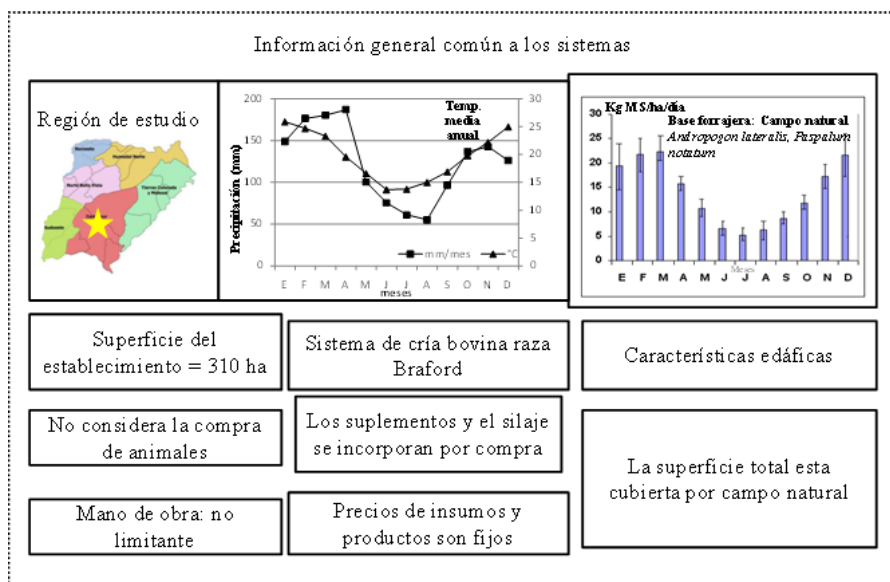 Información general común a los sistemas
Región de estudio
200
150
100
50
0
Precipitación (mm)
Temp.
media
anual
30
25
20
15
10
5
0
mm/mes
°C
E F M A M J J A S O N D
meses
Kg MS/ha/día
Base forrajera: Campo natural
Andropogon lateralis, Paspalum
notatum
30
25
20
15
10
5
0
Meses
E F M A M J J A S O N D
Superficie del
establecimiento = 310 ha
Sistema de cría bovina raza
Braford
Características edáficas
No considera la compra
de animales
Los suplementos y el silaje
se incorporan por compra
La superficie total esta
cubierta por campo natural
Mano de obra: no
limitante
Precios de insumos y
productos son fijos